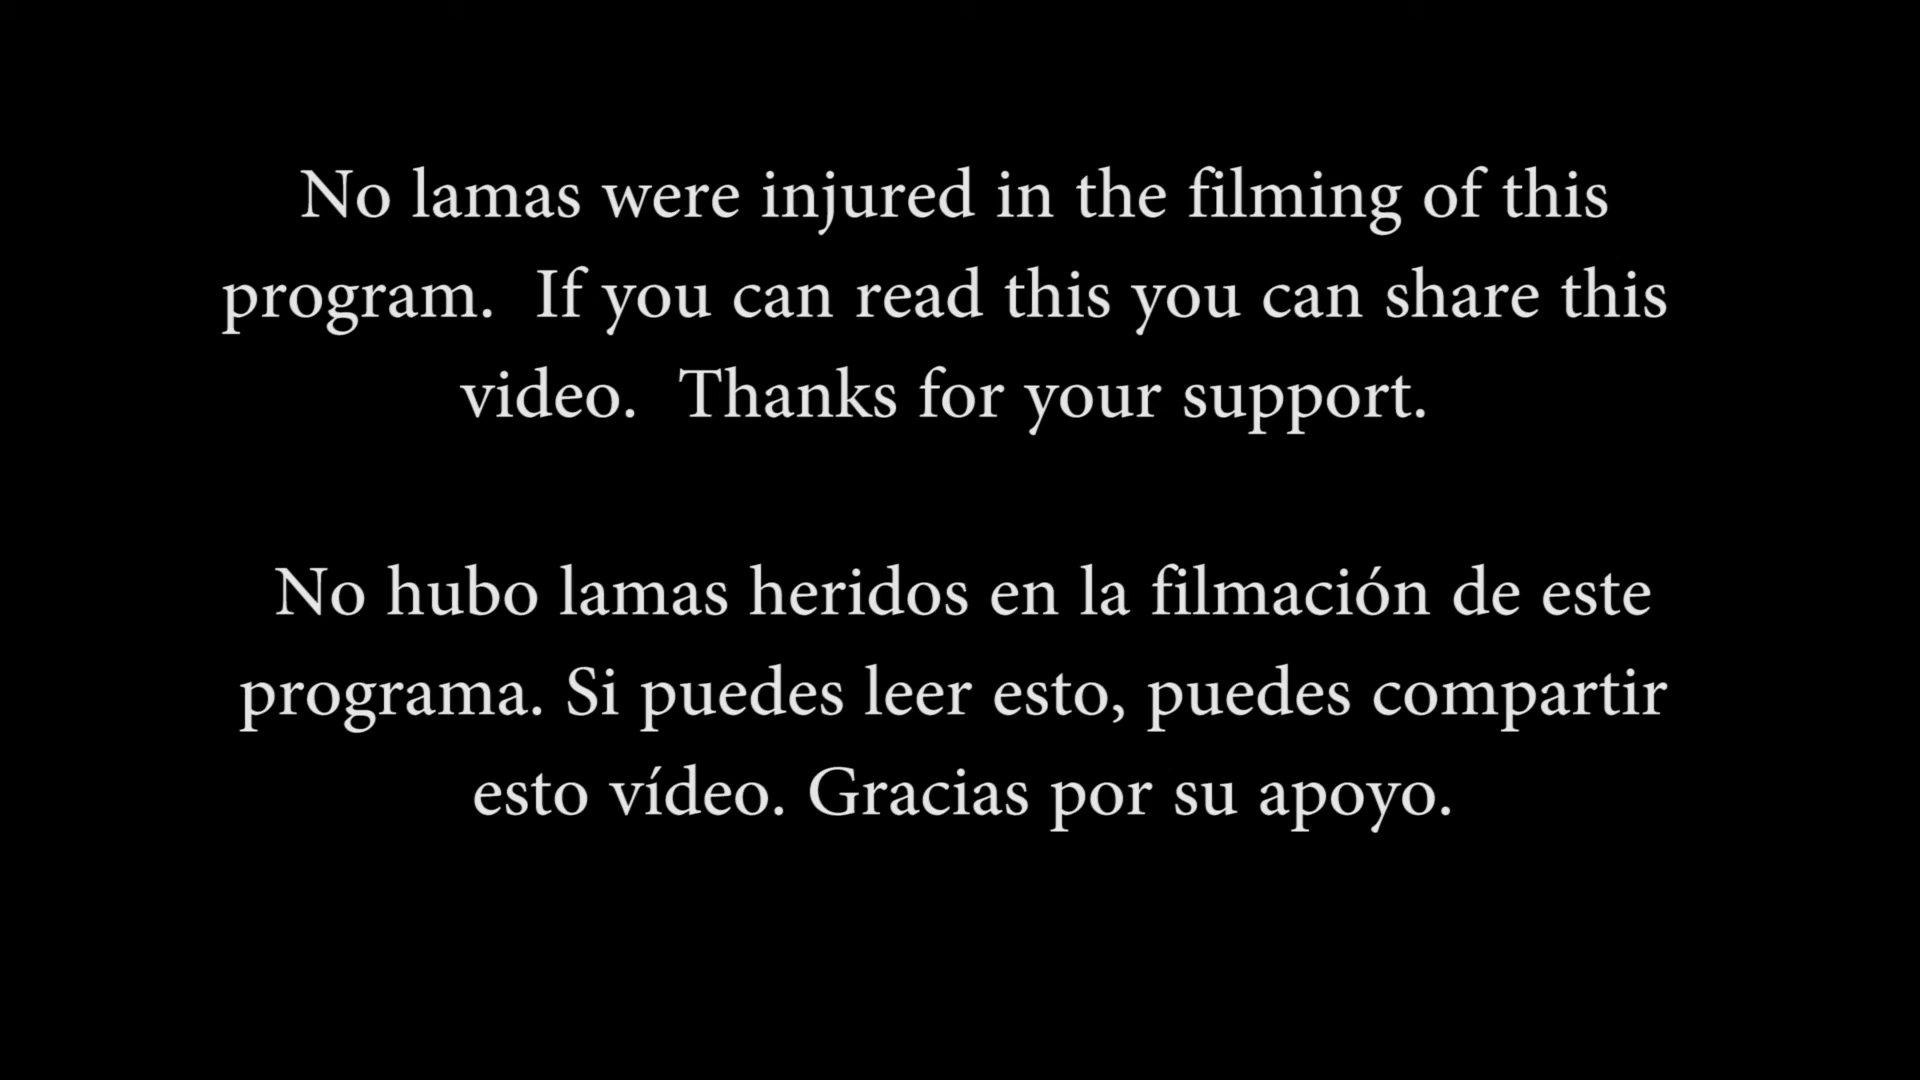 No lamas were injured in the filming of this
program.  If you can read this you can share this
video.  Thanks for your support.
No hubo lamas heridos en la filmación de este
programa. Si puedes leer esto, puedes compartir
esto vídeo. Gracias por su apoyo.